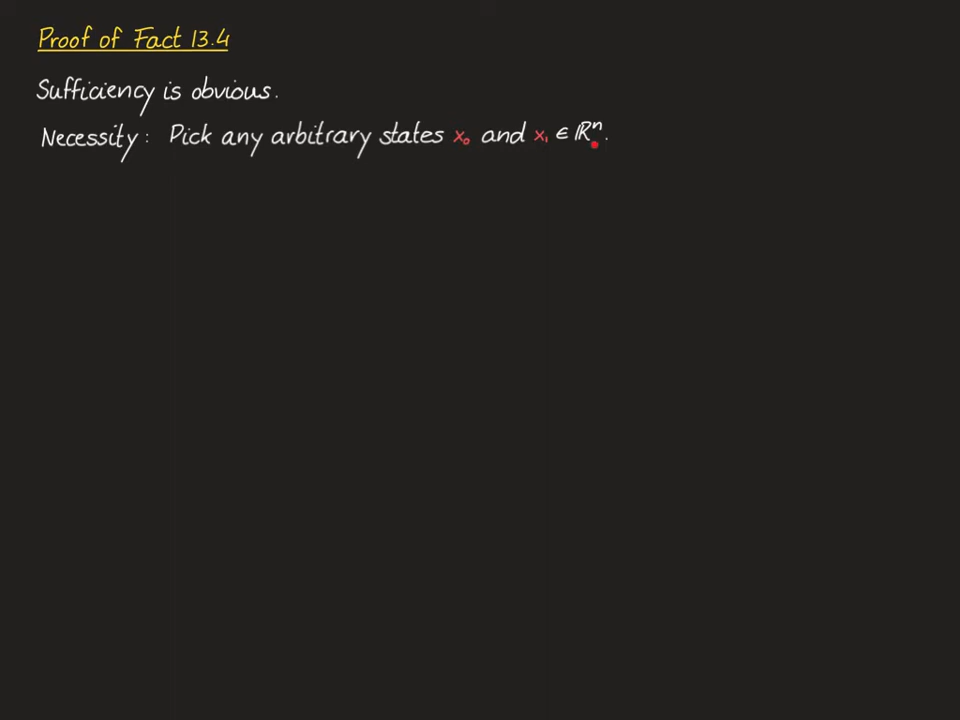 Proof of Fact 13.4
Sufficiency is obvious.
Necessity: Pick any arbitrary states x₀ and x₁ ∈ ℝⁿ.